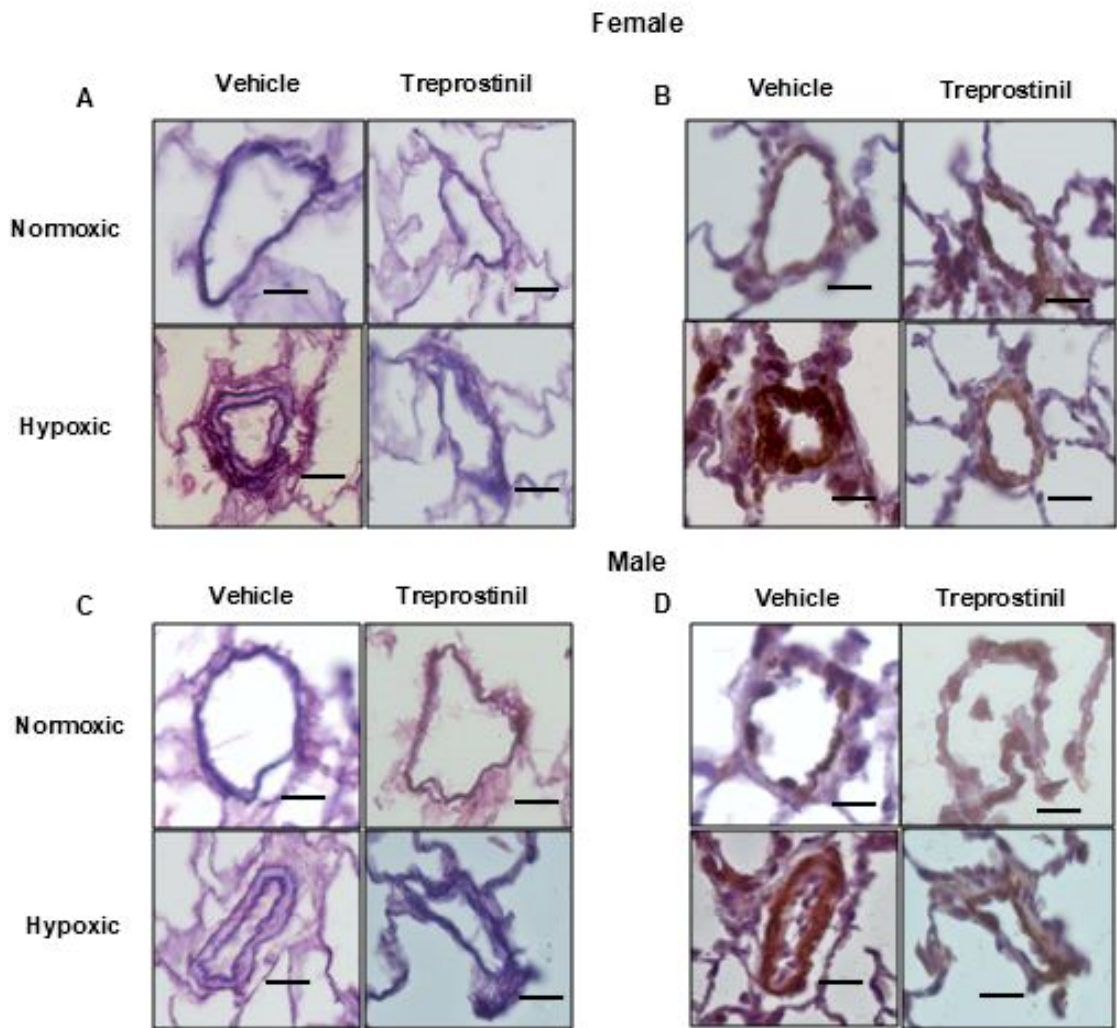 Female
A Vehicle Treprostinil B Vehicle Treprostinil
Normoxic
Hypoxic
Male
C Vehicle Treprostinil D Vehicle Treprostinil
Normoxic
Hypoxic